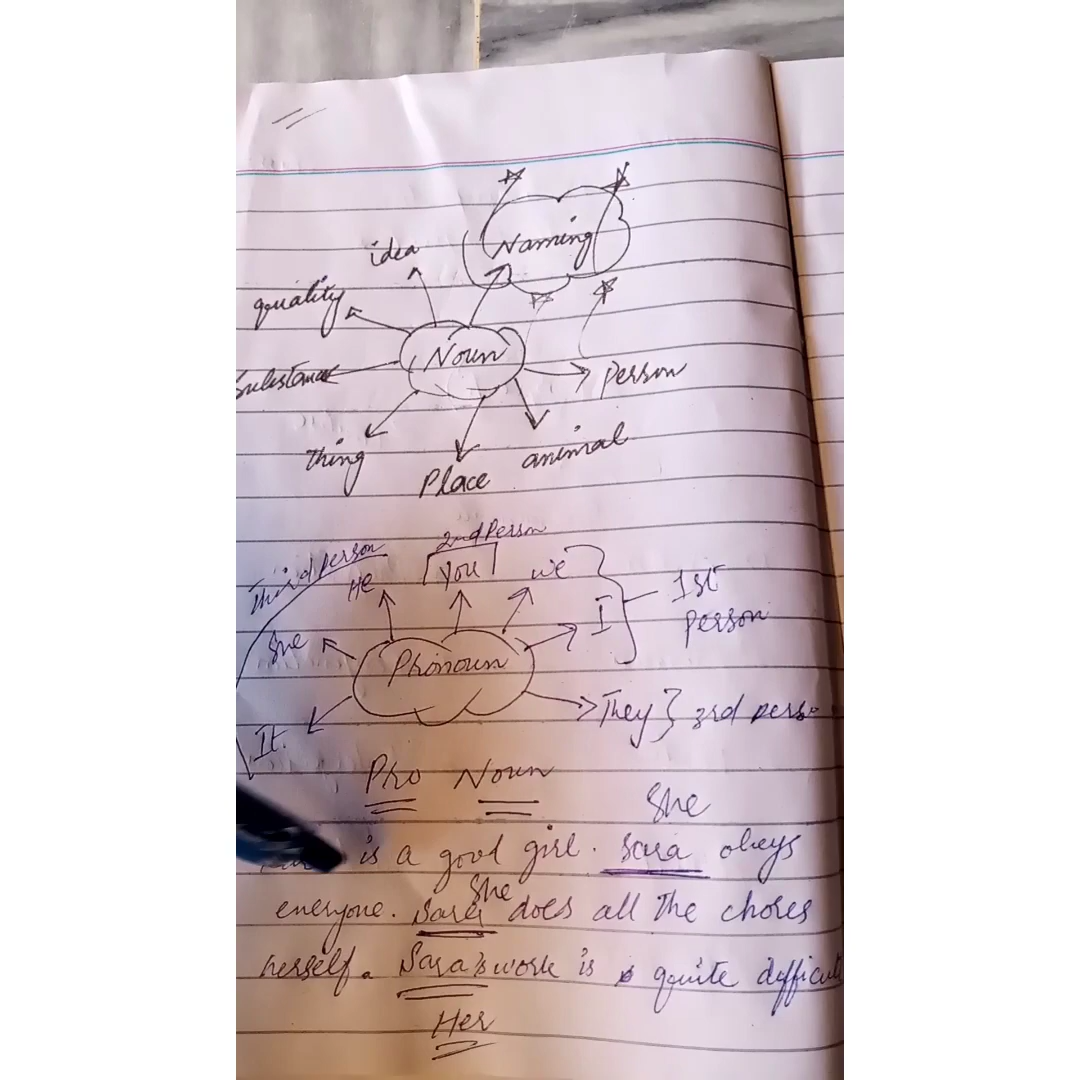 Naming
idea
quality
Noun
Substance
person
thing
animal
Place
2nd Person
Third person
He
you
we
1st
I
person
She
Pronoun
They } 3rd perso
It.
Pro Noun
She
is a good girl. Sara obeys
She
everyone. Sara does all the chores
herself. Sara's work is quite difficul
Her